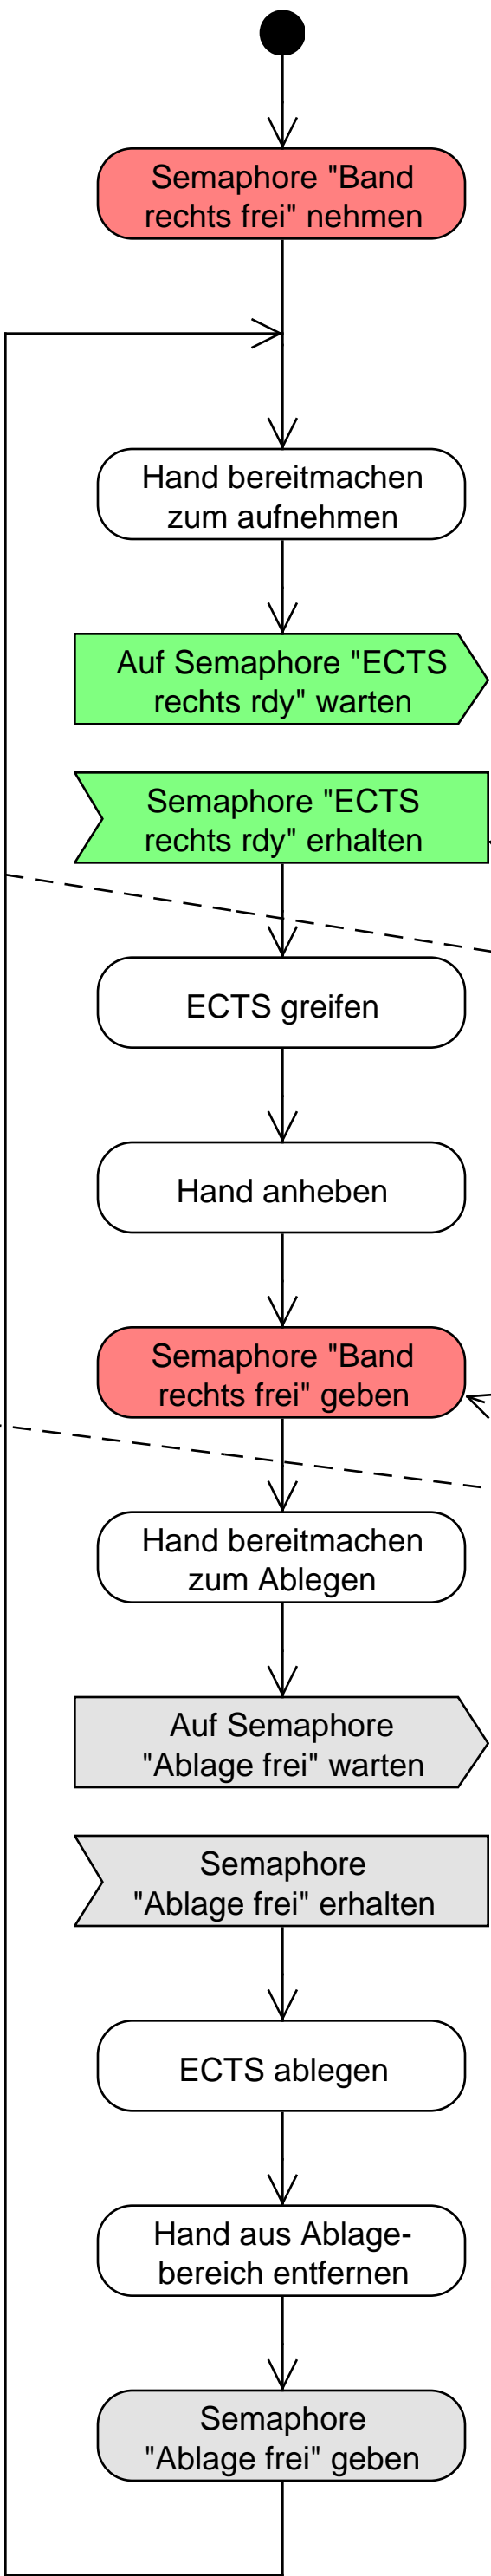 Semaphore "Band
rechts frei" nehmen
Hand bereitmachen
zum aufnehmen
Auf Semaphore "ECTS
rechts rdy" warten
Semaphore "ECTS
rechts rdy" erhalten
ECTS greifen
Hand anheben
Semaphore "Band
rechts frei" geben
Hand bereitmachen
zum Ablegen
Auf Semaphore
"Ablage frei" warten
Semaphore
"Ablage frei" erhalten
ECTS ablegen
Hand aus Ablage-
bereich entfernen
Semaphore
"Ablage frei" geben